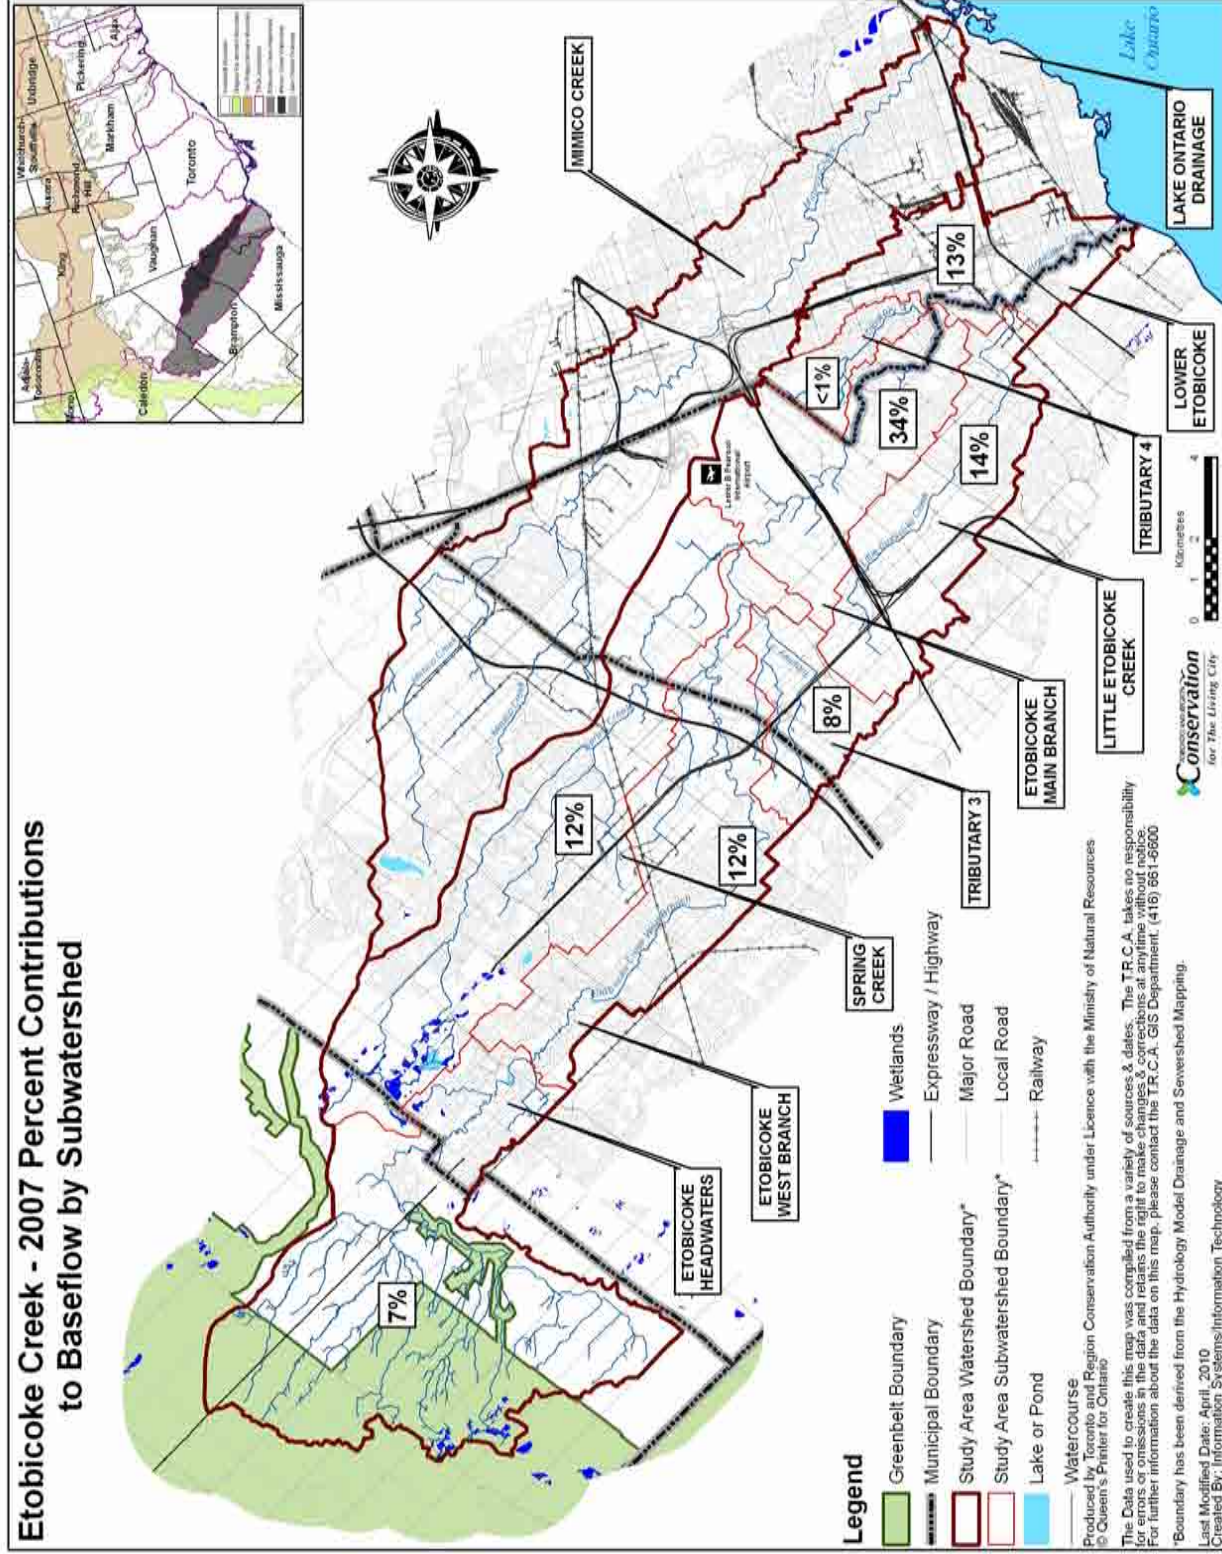 Etobicoke Creek - 2007 Percent Contributions
to Baseflow by Subwatershed
Whitchurch-
Stouffville
Uxbridge
Aurora
Pickering
Ajax
King
Richmond
Hill
Markham
Vaughan
Toronto
Caledon
Brampton
Mississauga
MIMICO CREEK
Lake
Ontario
LAKE ONTARIO
DRAINAGE
13%
<1%
34%
14%
LOWER
ETOBICOKE
TRIBUTARY 4
Lester B. Pearson
International
Airport
LITTLE ETOBICOKE
CREEK
ETOBICOKE
MAIN BRANCH
8%
TRIBUTARY 3
12%
12%
SPRING
CREEK
ETOBICOKE
WEST BRANCH
ETOBICOKE
HEADWATERS
7%
Legend
Greenbelt Boundary
Municipal Boundary
Study Area Watershed Boundary*
Study Area Subwatershed Boundary*
Lake or Pond
Watercourse
Wetlands
Expressway / Highway
Major Road
Local Road
Railway
0 1 2 4
Kilometres
Conservation
for The Living City
Produced by Toronto and Region Conservation Authority under Licence with the Ministry of Natural Resources
© Queen's Printer for Ontario
The Data used to create this map was compiled from a variety of sources & dates. The T.R.C.A. takes no responsibility
for errors or omissions in the data and retains the right to make changes & corrections at anytime without notice.
For further information about the data on this map, please contact the T.R.C.A. GIS Department. (416) 661-6600
*Boundary has been derived from the Hydrology Model Drainage and Sewershed Mapping.
Last Modified Date: April, 2010
Created By: Information Systems/Information Technology